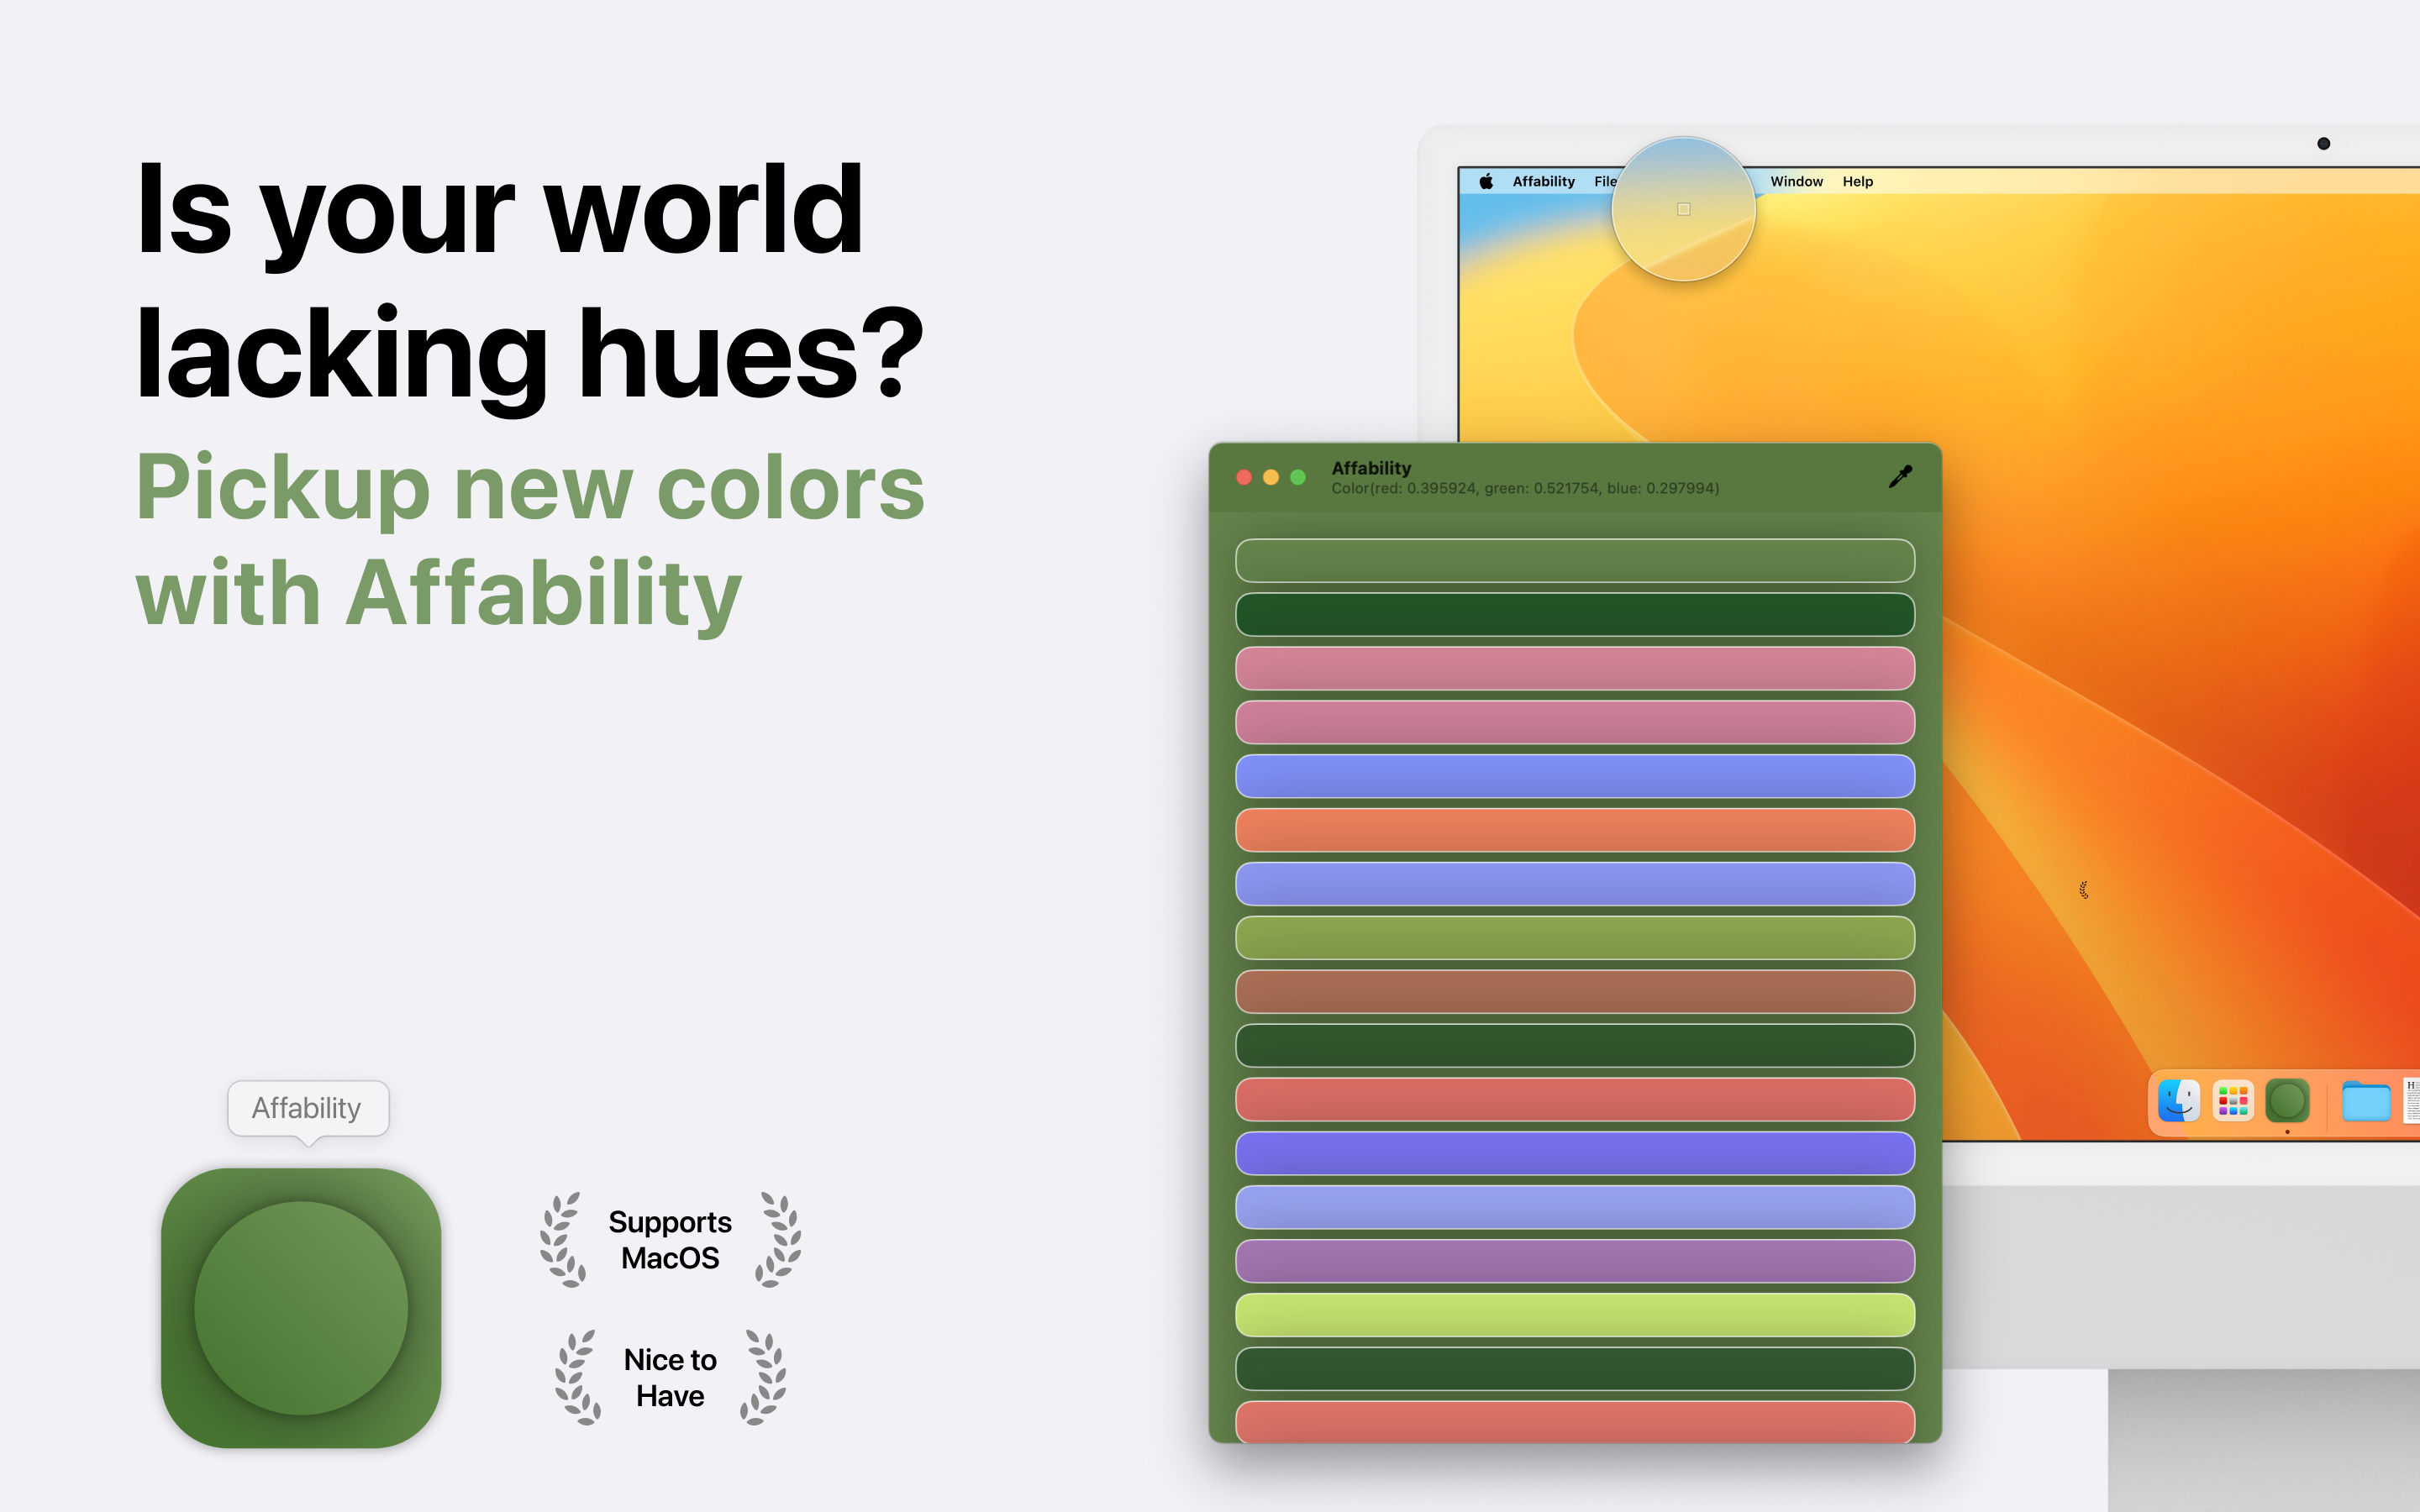 Is your world
lacking hues?
Pickup new colors
with Affability
Affability
Supports
MacOS
Nice to
Have
Affability File Window Help
Affability
Color(red: 0.395924, green: 0.521754, blue: 0.297994)